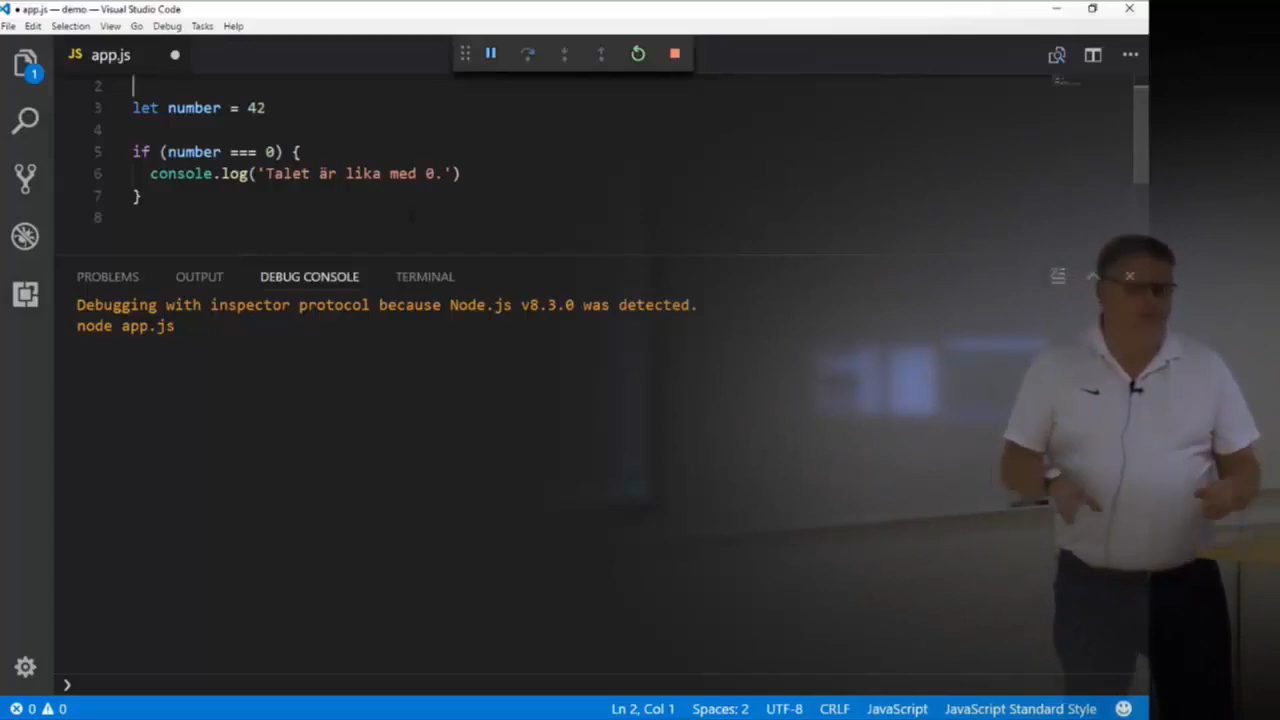 app.js — demo — Visual Studio Code
File Edit Selection View Go Debug Tasks Help
1
JS app.js
2
3 let number = 42
4
5 if (number === 0) {
6 console.log('Talet är lika med 0.')
7 }
8
PROBLEMS OUTPUT DEBUG CONSOLE TERMINAL
Debugging with inspector protocol because Node.js v8.3.0 was detected.
node app.js
0 0 Ln 2, Col 1 Spaces: 2 UTF-8 CRLF JavaScript JavaScript Standard Style